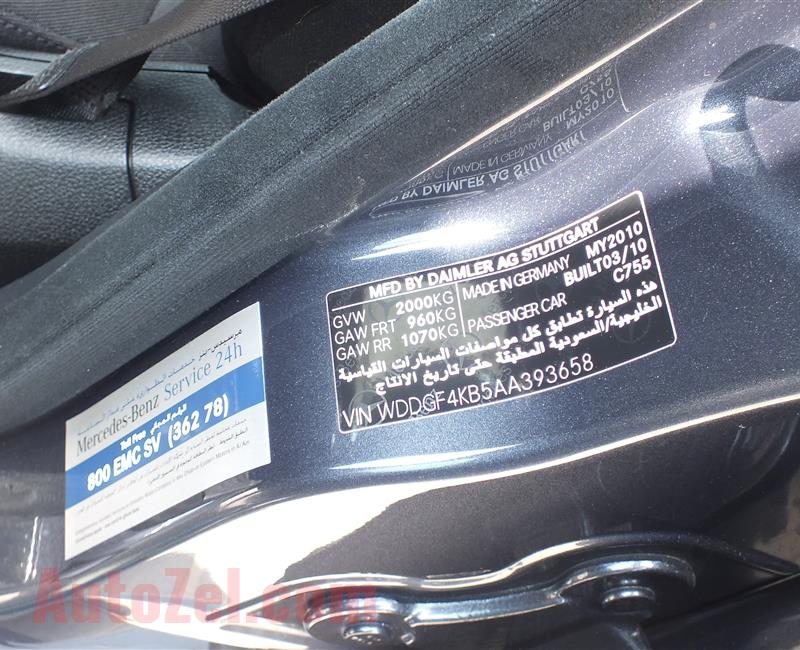 MFD BY DAIMLER AG STUTTGART
GVW 2000KG MADE IN GERMANY MY2010
GAW FRT 960KG BUILT03/10
GAW RR 1070KG PASSENGER CAR C755
هذه السيارة تطابق كل مواصفات السيارات القياسية
الخليجية/السعودية المطبقة حتى تاريخ الانتاج
VIN WDDGF4KB5AA393658
Mercedes-Benz Service 24h
Toll Free
800 EMC SV (362 78)
AutoZel.com